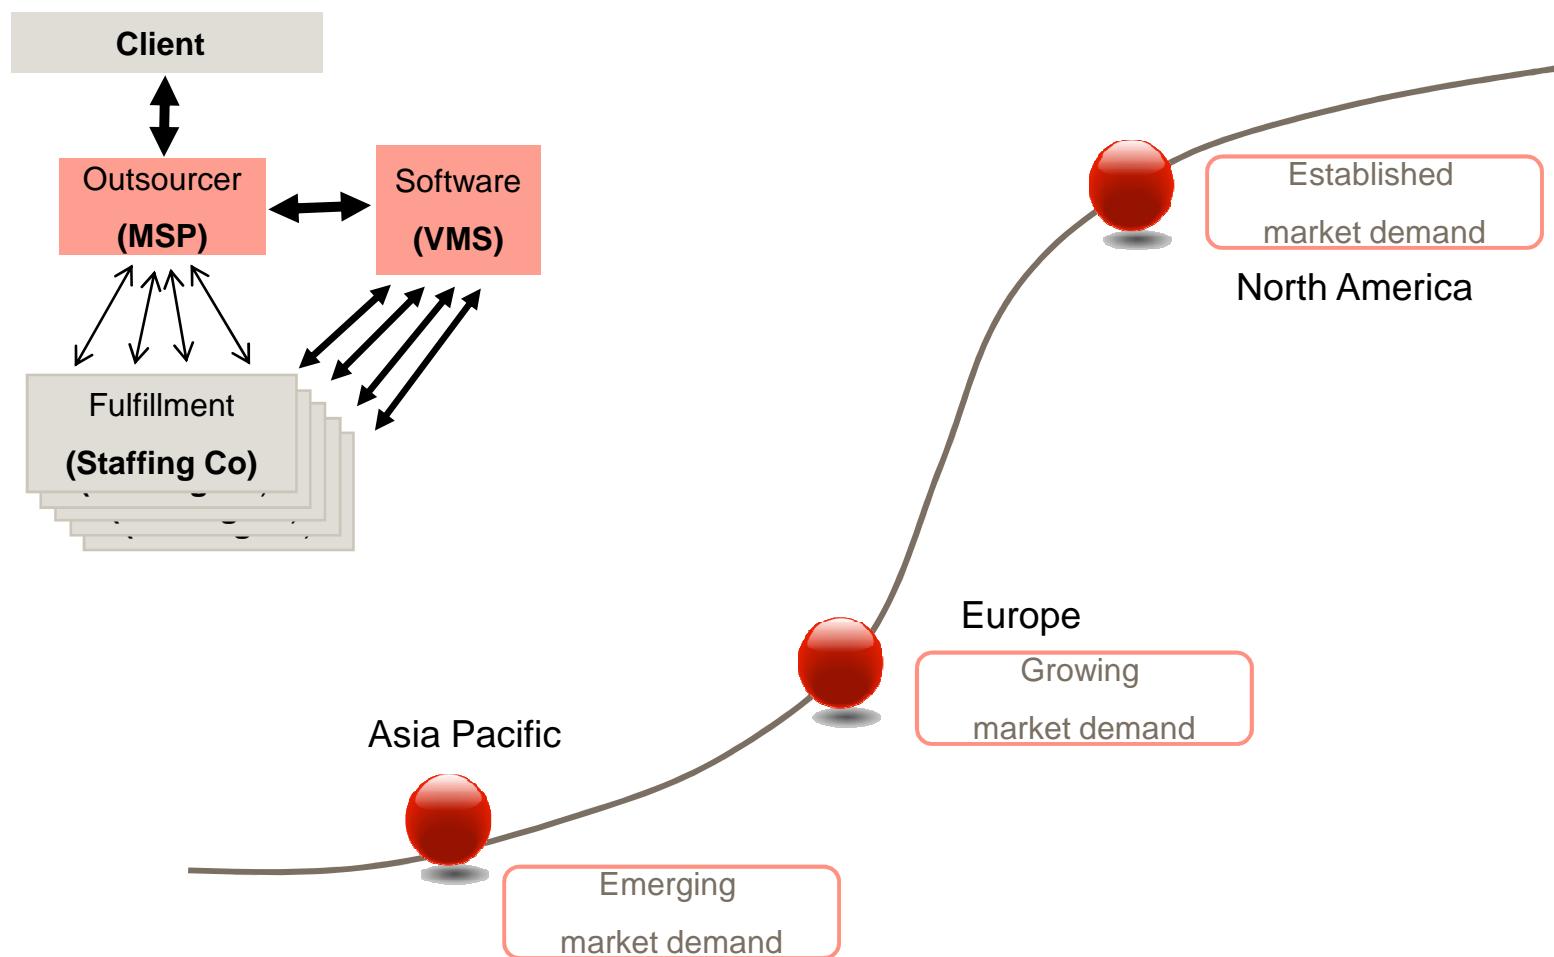 Client
Outsourcer
(MSP)
Software
(VMS)
Fulfillment
(Staffing Co)
Established
market demand
North America
Europe
Growing
market demand
Asia Pacific
Emerging
market demand